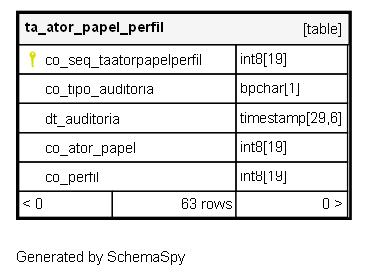 ta_ator_papel_perfil [table]
co_seq_taatorpapelperfil int8[19]
co_tipo_auditoria bpchar[1]
dt_auditoria timestamp[29,6]
co_ator_papel int8[19]
co_perfil int8[19]
< 0 63 rows 0 >
Generated by SchemaSpy